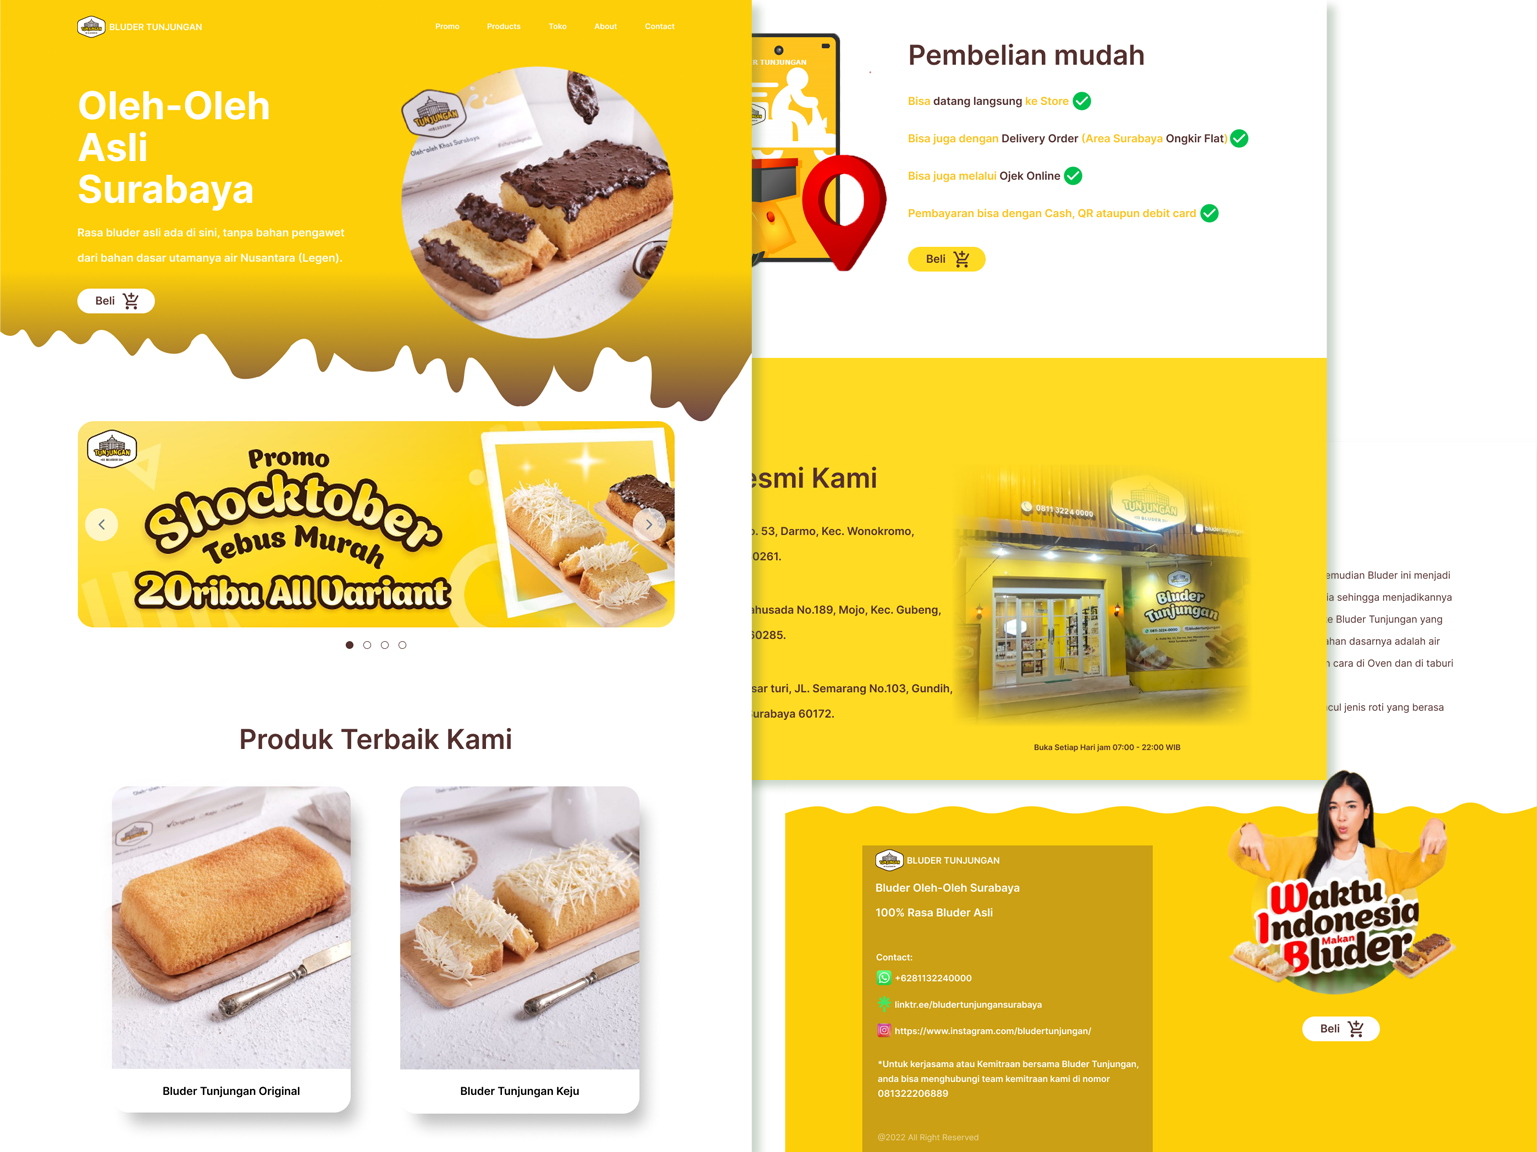 BLUDER TUNJUNGAN
Promo
Products
Toko
About
Contact
Oleh-Oleh
Asli
Surabaya
Rasa bluder asli ada di sini, tanpa bahan pengawet
dari bahan dasar utamanya air Nusantara (Legen).
Beli
TUNJUNGAN
BLUDER
Oleh-oleh Khas Surabaya
TUNJUNGAN
Promo
Shocktober
Tebus Murah
20ribu All Variant
Produk Terbaik Kami
Bluder Tunjungan Original
Bluder Tunjungan Keju
R TUNJUNGAN
Pembelian mudah
Bisa datang langsung ke Store
Bisa juga dengan Delivery Order (Area Surabaya Ongkir Flat)
Bisa juga melalui Ojek Online
Pembayaran bisa dengan Cash, QR ataupun debit card
Beli
esmi Kami
o. 53, Darmo, Kec. Wonokromo,
0261.
ahusada No.189, Mojo, Kec. Gubeng,
60285.
sar turi, JL. Semarang No.103, Gundih,
urabaya 60172.
0811 3224 0000
TUNJUNGAN
BLUDER
Bluder
Tunjungan
Buka Setiap Hari jam 07:00 - 22:00 WIB
emudian Bluder ini menjadi
ia sehingga menjadikannya
e Bluder Tunjungan yang
ahan dasarnya adalah air
n cara di Oven dan di taburi
cul jenis roti yang berasa
BLUDER TUNJUNGAN
Bluder Oleh-Oleh Surabaya
100% Rasa Bluder Asli
Contact:
+6281132240000
linktr.ee/bludertunjungansurabaya
https://www.instagram.com/bludertunjungan/
*Untuk kerjasama atau Kemitraan bersama Bluder Tunjungan,
anda bisa menghubungi team kemitraan kami di nomor
081322206889
@2022 All Right Reserved
Waktu
Indonesia
Makan
Bluder
Beli